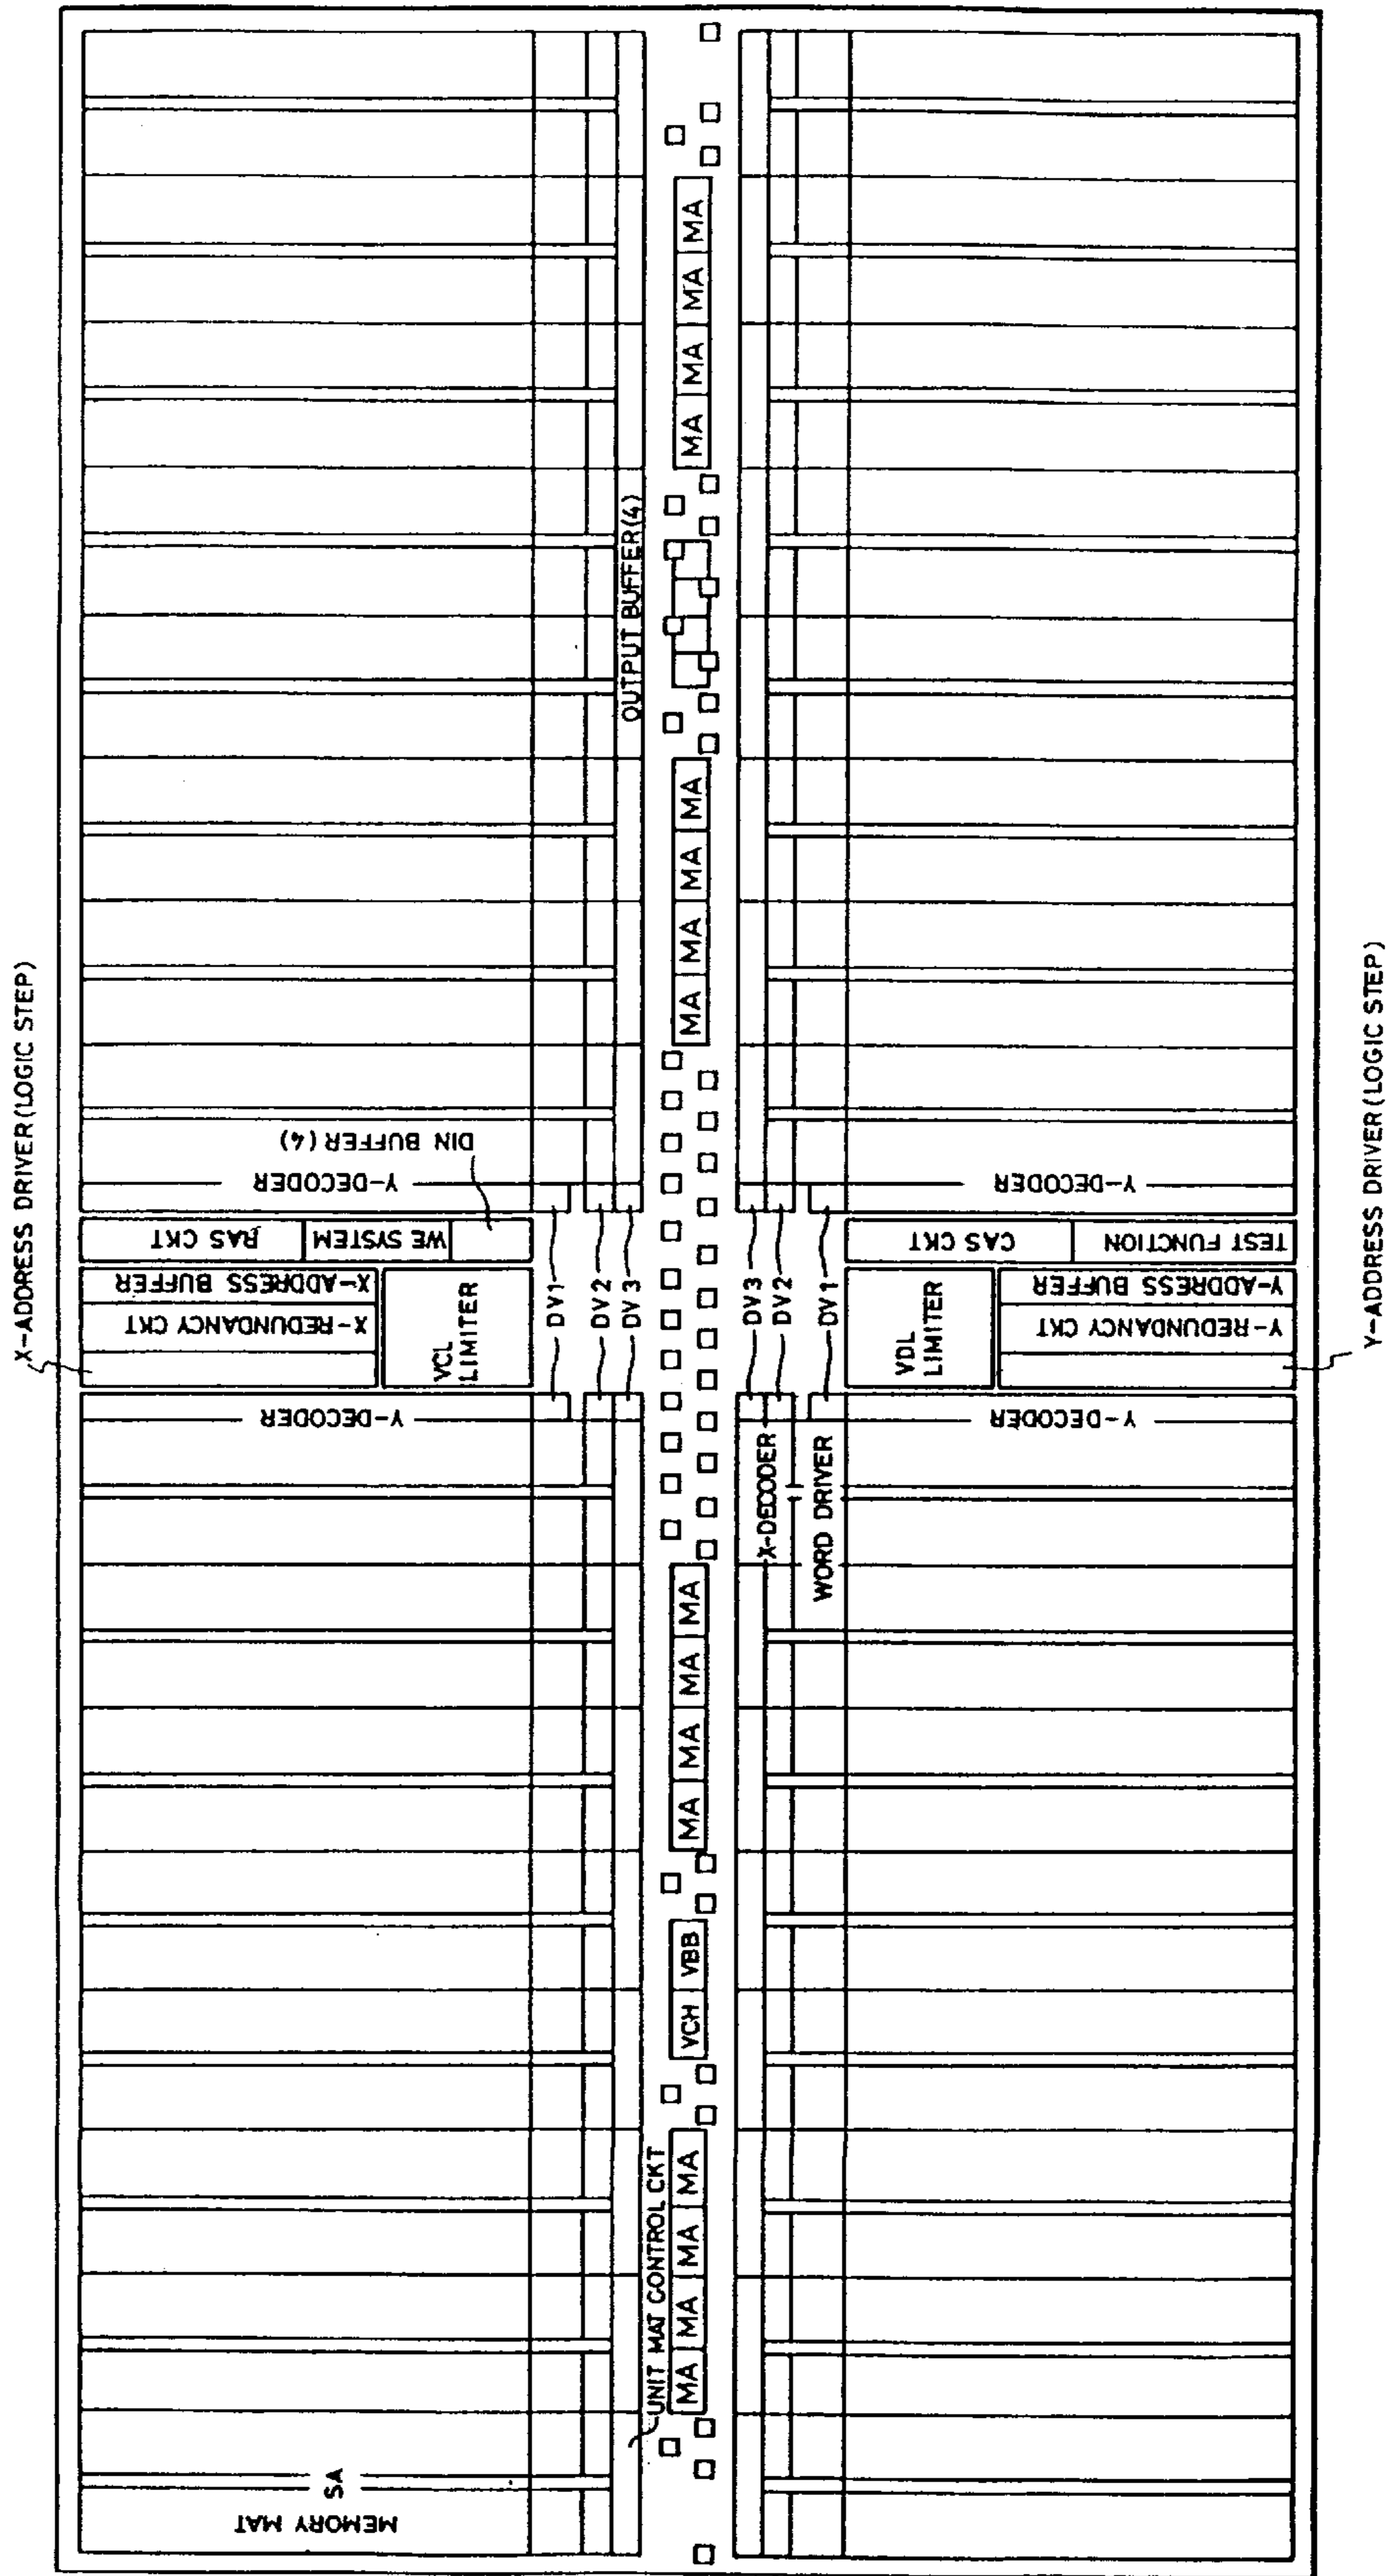 X-ADDRESS DRIVER (LOGIC STEP)
MA MA MA MA
OUTPUT BUFFER (4)
MA MA MA MA
DIN BUFFER (4)
Y-DECODER
Y-DECODER
RAS CKT
WE SYSTEM
CAS CKT
TEST FUNCTION
X-ADDRESS BUFFER
X-REDUNDANCY CKT
VCL
LIMITER
DV1
DV2
DV3
DV3
DV2
DV1
VDL
LIMITER
Y-ADDRESS BUFFER
Y-REDUNDANCY CKT
Y-DECODER
Y-DECODER
X-DECODER
WORD DRIVER
MA MA MA MA
VCH VBB
UNIT MAT CONTROL CKT
MA MA MA MA
SA
MEMORY MAT
Y-ADDRESS DRIVER (LOGIC STEP)